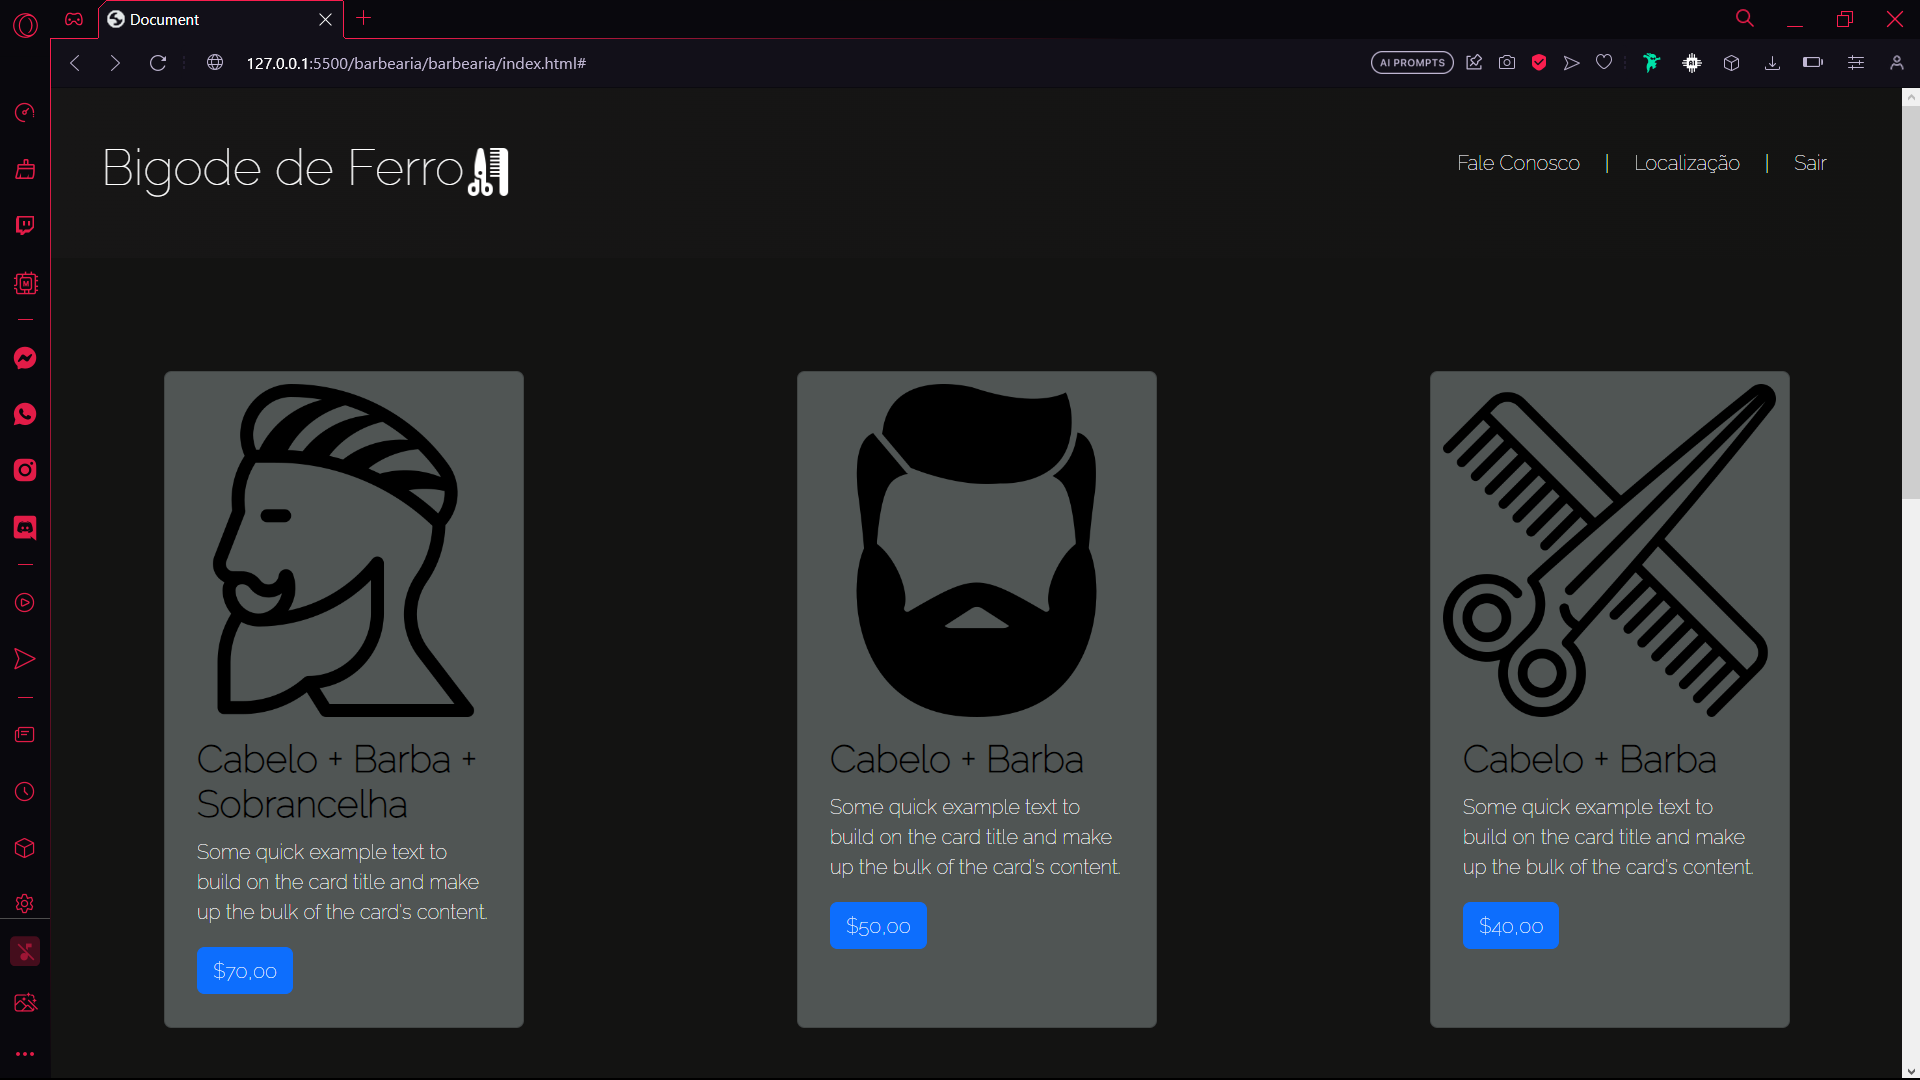 Document
127.0.0.1:5500/barbearia/barbearia/index.html#
AI PROMPTS
Bigode de Ferro
Fale Conosco | Localização | Sair
Cabelo + Barba +
Sobrancelha
Some quick example text to
build on the card title and make
up the bulk of the card's content.
$70,00
Cabelo + Barba
Some quick example text to
build on the card title and make
up the bulk of the card's content.
$50,00
Cabelo + Barba
Some quick example text to
build on the card title and make
up the bulk of the card's content.
$40,00